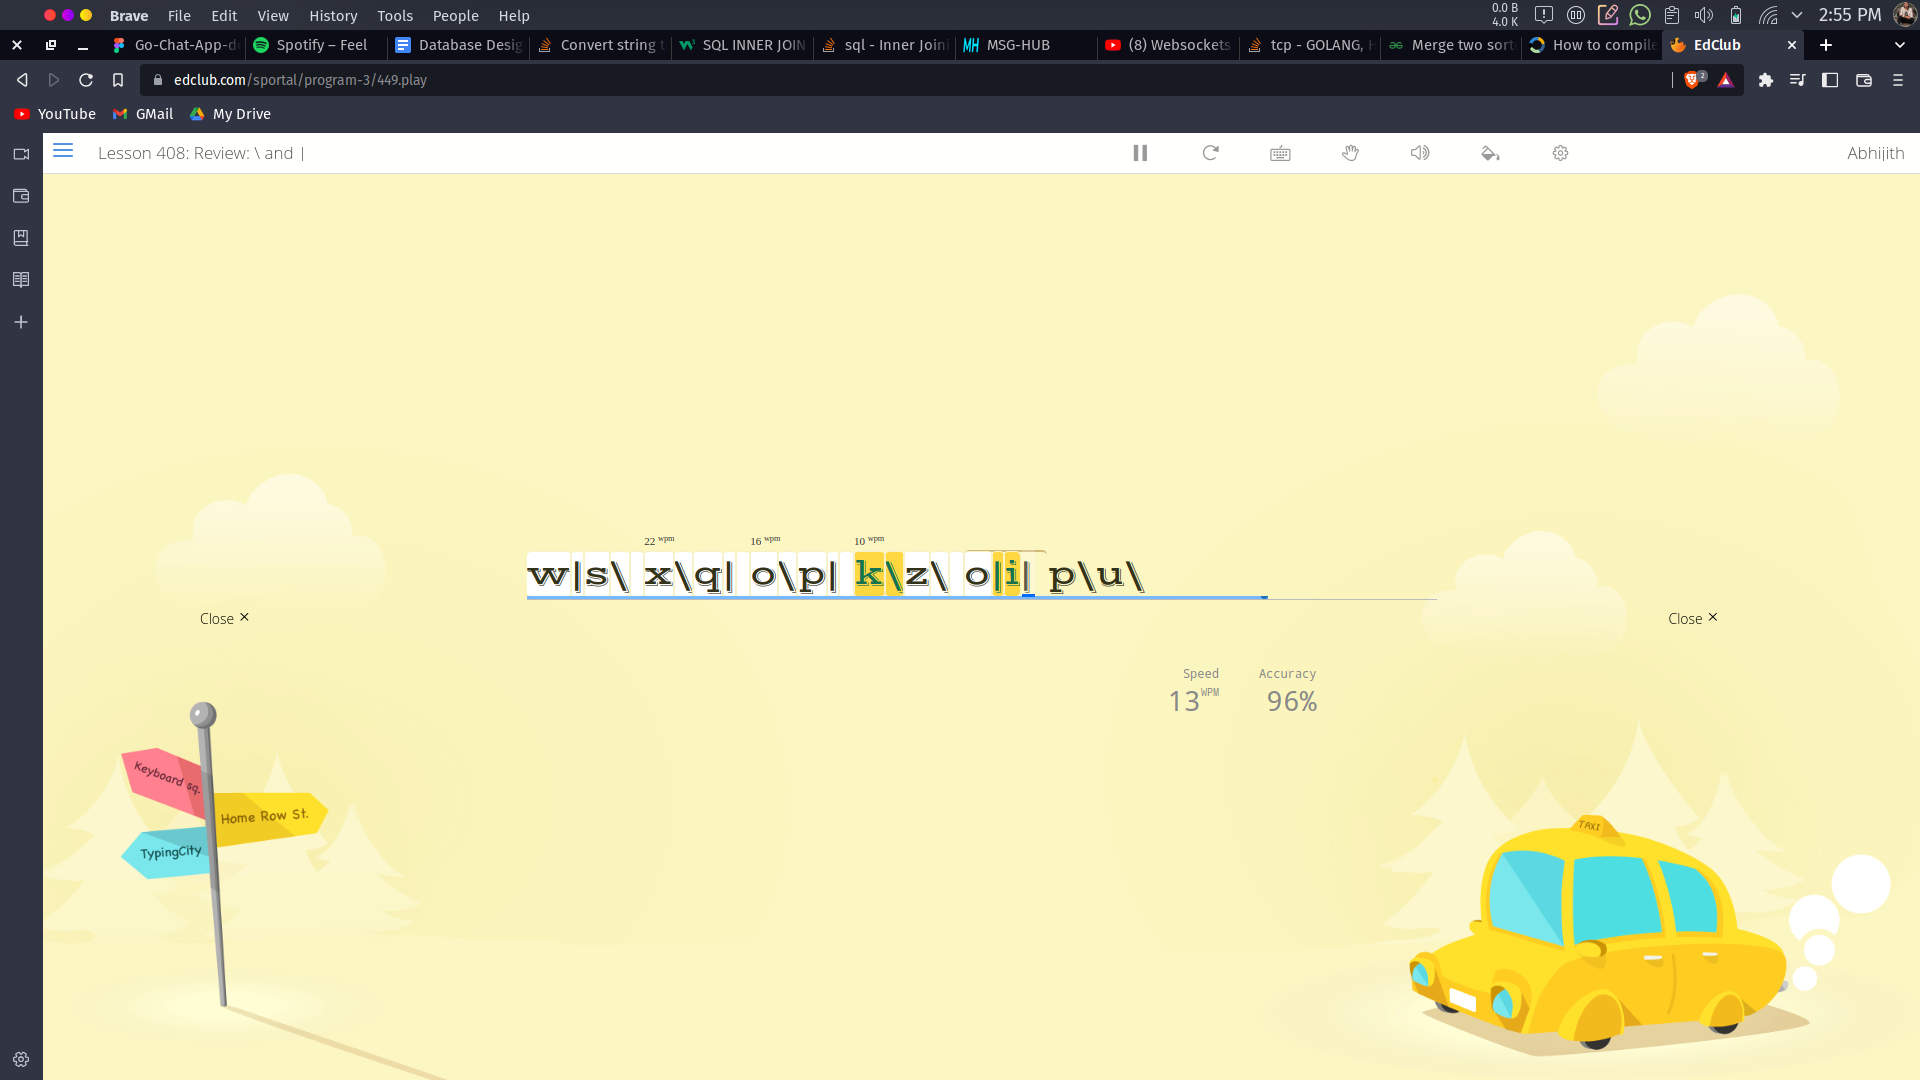 Brave File Edit View History Tools People Help
0.0 B
4.0 K
2:55 PM
Go-Chat-App-d
Spotify – Feel
Database Desig
Convert string t
SQL INNER JOIN
sql - Inner Joini
MSG-HUB
(8) Websockets
tcp - GOLANG, H
Merge two sort
How to compile
EdClub
edclub.com/sportal/program-3/449.play
2
YouTube GMail My Drive
Lesson 408: Review: \ and |
Abhijith
22 wpm 16 wpm 10 wpm
w|s\ x\q| o\p| k\z\ o|i| p\u\
Close
Close
Speed Accuracy
13 WPM 96%
Keyboard sq.
Home Row St.
TypingCity
TAXI